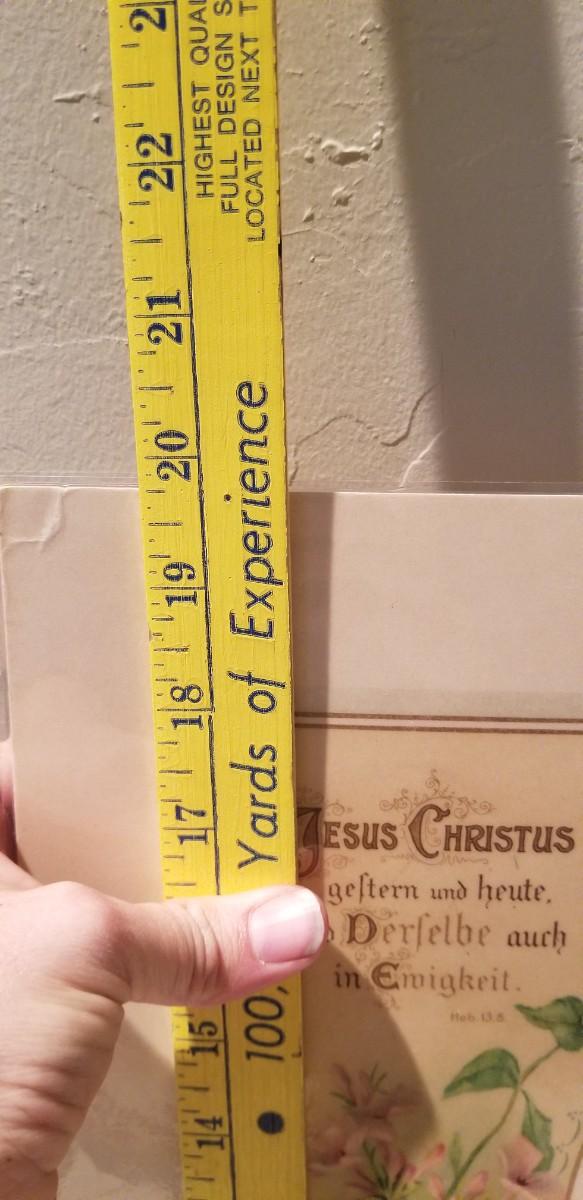 22
21
20
19
18
17
15
14
HIGHEST QUA
FULL DESIGN S
LOCATED NEXT T
100,
Yards of Experience
JESUS CHRISTUS
geſtern und heute,
Derſelbe auch
in Ewigkeit.
Heb. 13.8.